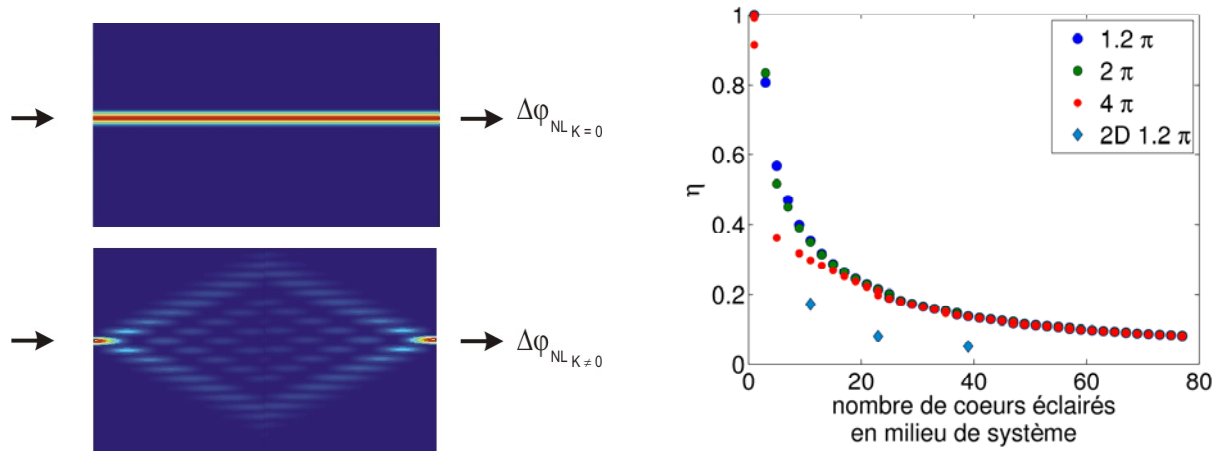 Δφ NL K = 0
Δφ NL K ≠ 0
1
0.8
0.6
0.4
0.2
0
η
1.2 π
2 π
4 π
2D 1.2 π
0 20 40 60 80
nombre de coeurs éclairés
en milieu de système